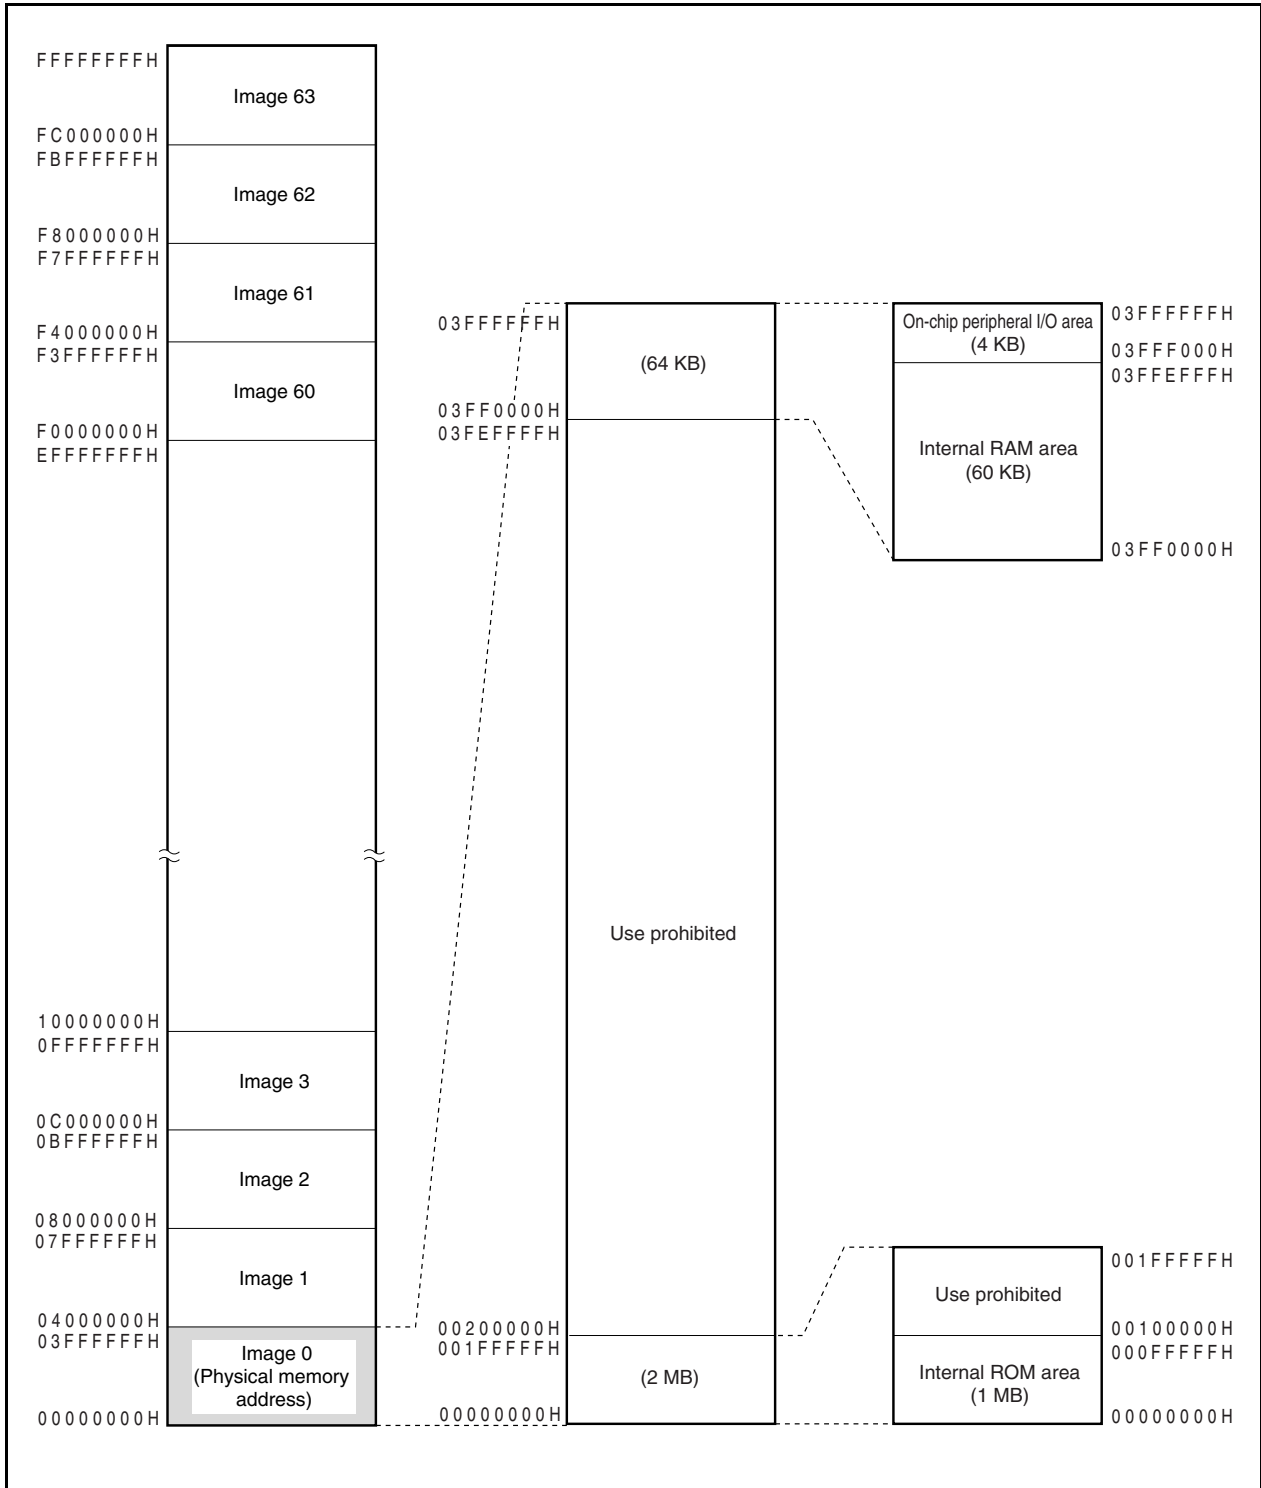 FFFFFFFFH
Image 63
FC000000H
FBFFFFFFH
Image 62
F8000000H
F7FFFFFFH
Image 61
F4000000H
F3FFFFFFH
Image 60
F0000000H
EFFFFFFFH
10000000H
0FFFFFFFH
Image 3
0C000000H
0BFFFFFFH
Image 2
08000000H
07FFFFFFH
Image 1
04000000H
03FFFFFFH
Image 0
(Physical memory
address)
00000000H
03FFFFFFH
(64 KB)
03FF0000H
03FEFFFFH
Use prohibited
00200000H
001FFFFFH
(2 MB)
00000000H
On-chip peripheral I/O area
(4 KB)
03FFFFFFH
03FFF000H
03FFEFFFH
Internal RAM area
(60 KB)
03FF0000H
001FFFFFH
Use prohibited
00100000H
000FFFFFH
Internal ROM area
(1 MB)
00000000H